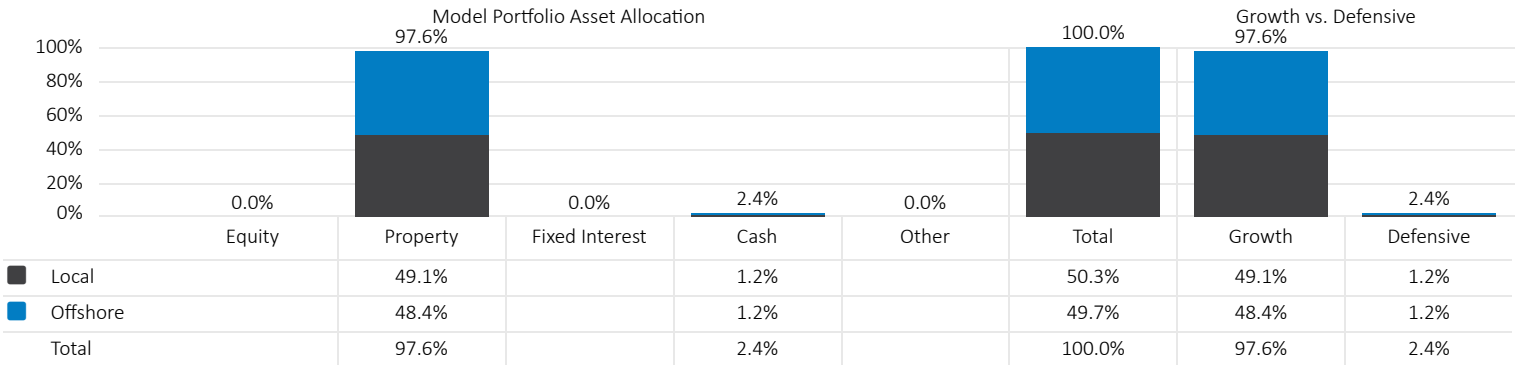 Model Portfolio Asset Allocation Growth vs. Defensive
97.6% 100.0% 97.6%
100%
80%
60%
40%
20%
0.0% 0.0% 2.4% 0.0% 2.4%
0%
Equity Property Fixed Interest Cash Other Total Growth Defensive
Local 49.1% 1.2% 50.3% 49.1% 1.2%
Offshore 48.4% 1.2% 49.7% 48.4% 1.2%
Total 97.6% 2.4% 100.0% 97.6% 2.4%